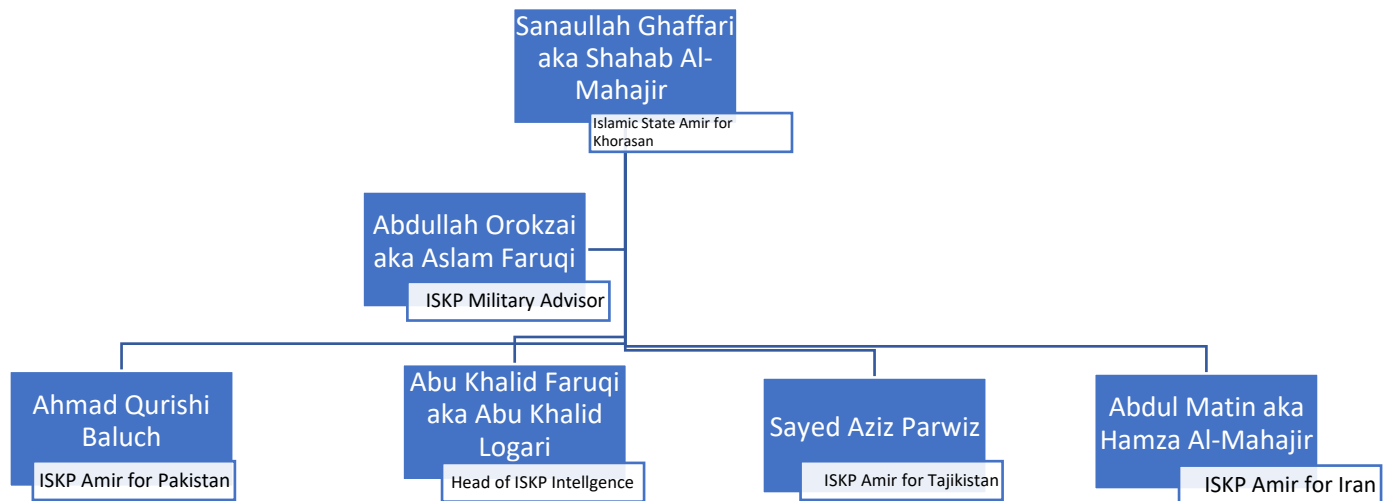 Sanaullah Ghaffari
aka Shahab Al-
Mahajir
Islamic State Amir for
Khorasan
Abdullah Orokzai
aka Aslam Faruqi
ISKP Military Advisor
Ahmad Qurishi
Baluch
ISKP Amir for Pakistan
Abu Khalid Faruqi
aka Abu Khalid
Logari
Head of ISKP Intellgence
Sayed Aziz Parwiz
ISKP Amir for Tajikistan
Abdul Matin aka
Hamza Al-Mahajir
ISKP Amir for Iran